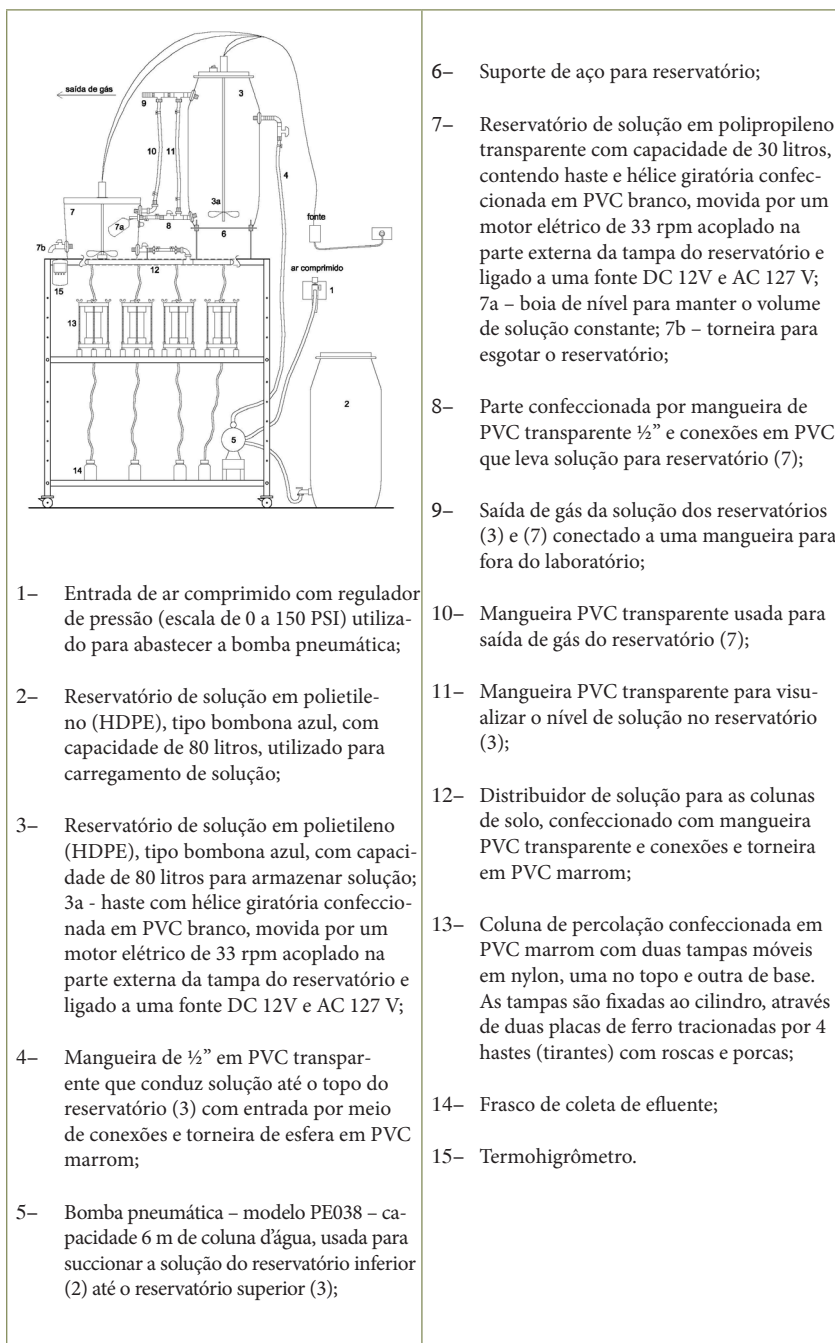 saída de gás
9
3
10
11
4
7
7a
8
3a
6
fonte
7b
12
15
ar comprimido
1
13
2
5
14
1– Entrada de ar comprimido com regulador
de pressão (escala de 0 a 150 PSI) utiliza-
do para abastecer a bomba pneumática;
2– Reservatório de solução em polietile-
no (HDPE), tipo bombona azul, com
capacidade de 80 litros, utilizado para
carregamento de solução;
3– Reservatório de solução em polietileno
(HDPE), tipo bombona azul, com capaci-
dade de 80 litros para armazenar solução;
3a - haste com hélice giratória confeccio-
nada em PVC branco, movida por um
motor elétrico de 33 rpm acoplado na
parte externa da tampa do reservatório e
ligado a uma fonte DC 12V e AC 127 V;
4– Mangueira de ½” em PVC transpar-
ente que conduz solução até o topo do
reservatório (3) com entrada por meio
de conexões e torneira de esfera em PVC
marrom;
5– Bomba pneumática – modelo PE038 – ca-
pacidade 6 m de coluna d’água, usada para
succionar a solução do reservatório inferior
(2) até o reservatório superior (3);
6– Suporte de aço para reservatório;
7– Reservatório de solução em polipropileno
transparente com capacidade de 30 litros,
contendo haste e hélice giratória confec-
cionada em PVC branco, movida por um
motor elétrico de 33 rpm acoplado na
parte externa da tampa do reservatório e
ligado a uma fonte DC 12V e AC 127 V;
7a – boia de nível para manter o volume
de solução constante; 7b – torneira para
esgotar o reservatório;
8– Parte confeccionada por mangueira de
PVC transparente ½” e conexões em PVC
que leva solução para reservatório (7);
9– Saída de gás da solução dos reservatórios
(3) e (7) conectado a uma mangueira para
fora do laboratório;
10– Mangueira PVC transparente usada para
saída de gás do reservatório (7);
11– Mangueira PVC transparente para visu-
alizar o nível de solução no reservatório
(3);
12– Distribuidor de solução para as colunas
de solo, confeccionado com mangueira
PVC transparente e conexões e torneira
em PVC marrom;
13– Coluna de percolação confeccionada em
PVC marrom com duas tampas móveis
em nylon, uma no topo e outra de base.
As tampas são fixadas ao cilindro, através
de duas placas de ferro tracionadas por 4
hastes (tirantes) com roscas e porcas;
14– Frasco de coleta de efluente;
15– Termohigrômetro.